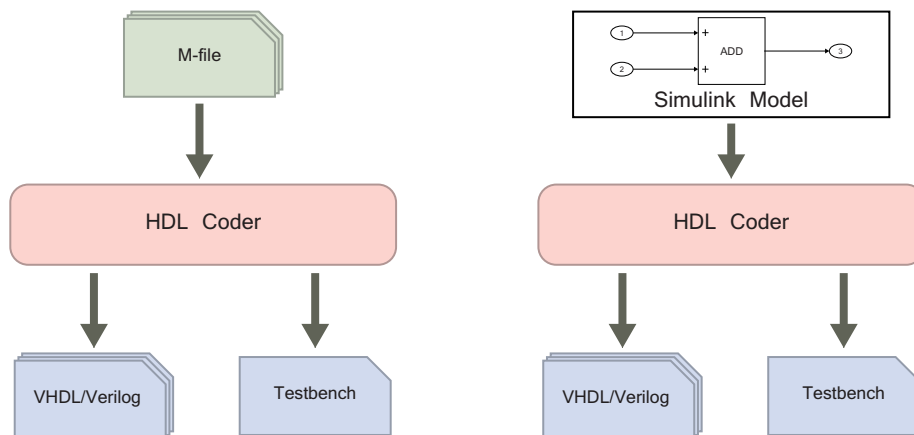 M-file
HDL Coder
VHDL/Verilog
Testbench
1
+
ADD
3
2
+
Simulink Model
HDL Coder
VHDL/Verilog
Testbench